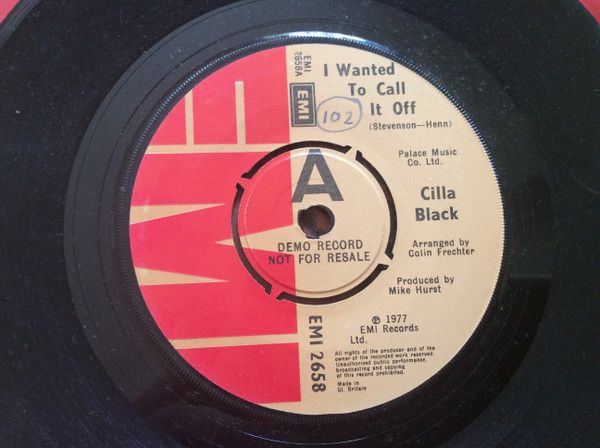 EMI
EMI
2658A
EMI
I Wanted
To Call
It Off
102
(Stevenson—Henn)
Palace Music
Co. Ltd.
Cilla
Black
A
DEMO RECORD
NOT FOR RESALE
Arranged by
Colin Frechter
Produced by
Mike Hurst
EMI 2658
℗ 1977
EMI Records
Ltd.
All rights of the producer and of the
owner of the recorded work reserved.
Unauthorised public performance,
broadcasting and copying
of this record prohibited.
Made in
Gt. Britain